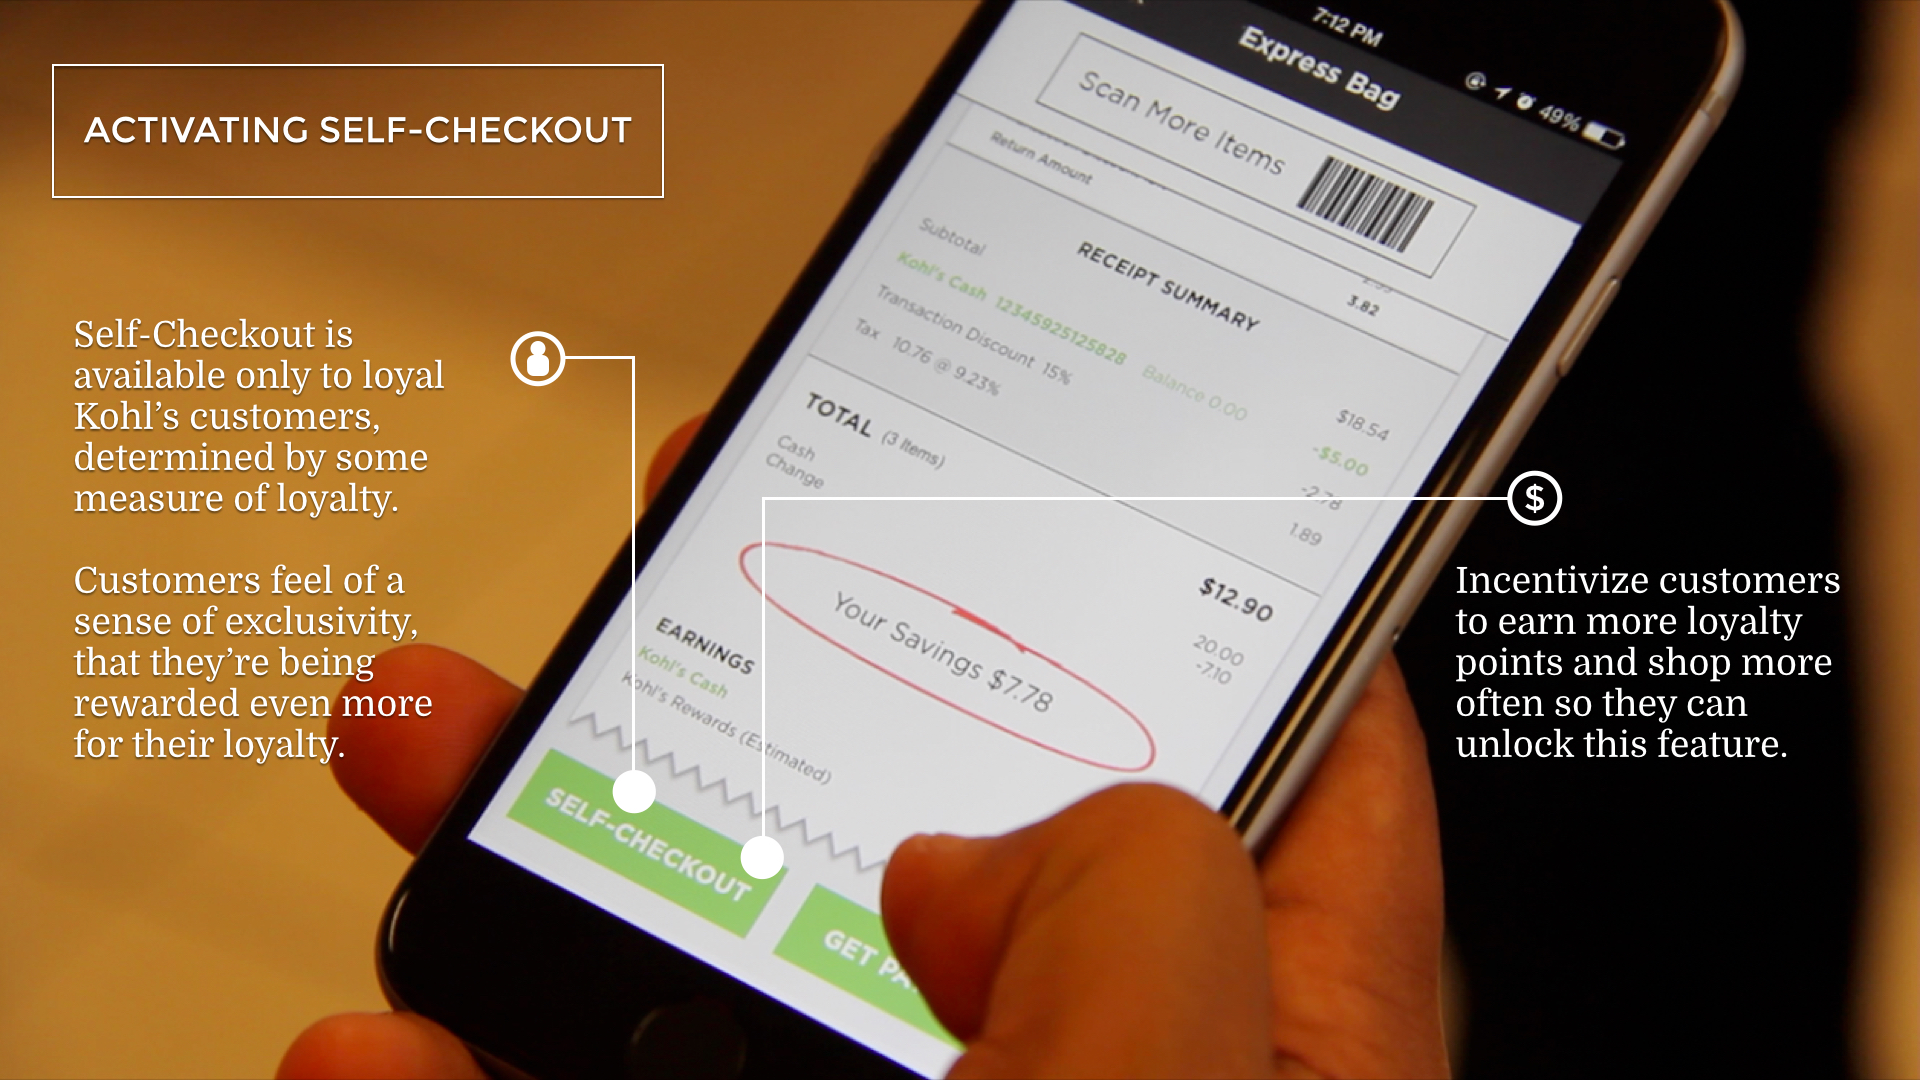 ACTIVATING SELF-CHECKOUT
Self-Checkout is
available only to loyal
Kohl's customers,
determined by some
measure of loyalty.
Customers feel of a
sense of exclusivity,
that they're being
rewarded even more
for their loyalty.
7:12 PM
49%
Express Bag
Scan More Items
Return Amount
3.82
RECEIPT SUMMARY
Subtotal $18.54
Kohl's Cash 12345925125828 Balance 0.00 -$5.00
Transaction Discount 15% -2.78
Tax 10.76 @ 9.23% 1.89
TOTAL (3 Items) $12.90
Cash 20.00
Change -7.10
Your Savings $7.78
EARNINGS
Kohl's Cash
Kohl's Rewards (Estimated)
SELF-CHECKOUT
GET
$
Incentivize customers
to earn more loyalty
points and shop more
often so they can
unlock this feature.